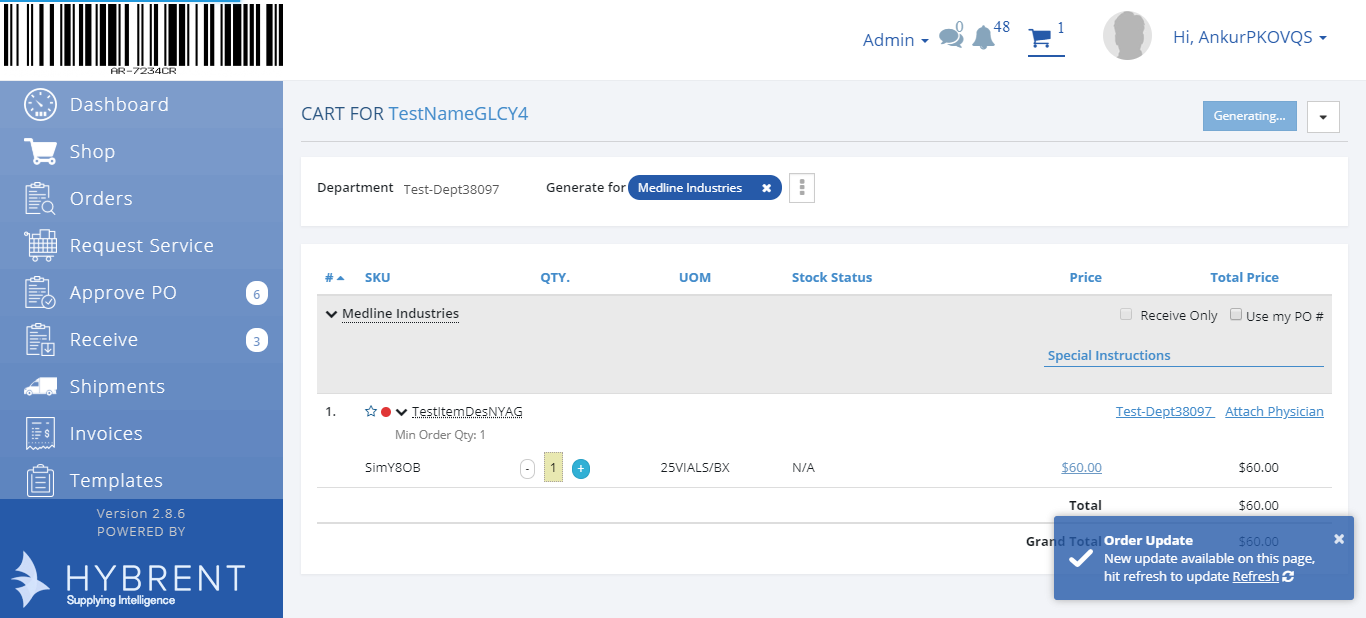 AR-7234CR
Admin 0 48 1 Hi, AnkurPKOVQS
Dashboard
Shop
Orders
Request Service
Approve PO 6
Receive 3
Shipments
Invoices
Templates
Version 2.8.6
POWERED BY
HYBRENT
Supplying Intelligence
CART FOR TestNameGLCY4 Generating...
Department Test-Dept38097 Generate for Medline Industries ✖
# SKU QTY. UOM Stock Status Price Total Price
Medline Industries Receive Only Use my PO #
Special Instructions
1. TestItemDesNYAG Test-Dept38097 Attach Physician
Min Order Qty: 1
SimY8OB - 1 + 25VIALS/BX N/A $60.00 $60.00
Total $60.00
Grand Total $60.00
Order Update ✖
New update available on this page,
hit refresh to update Refresh